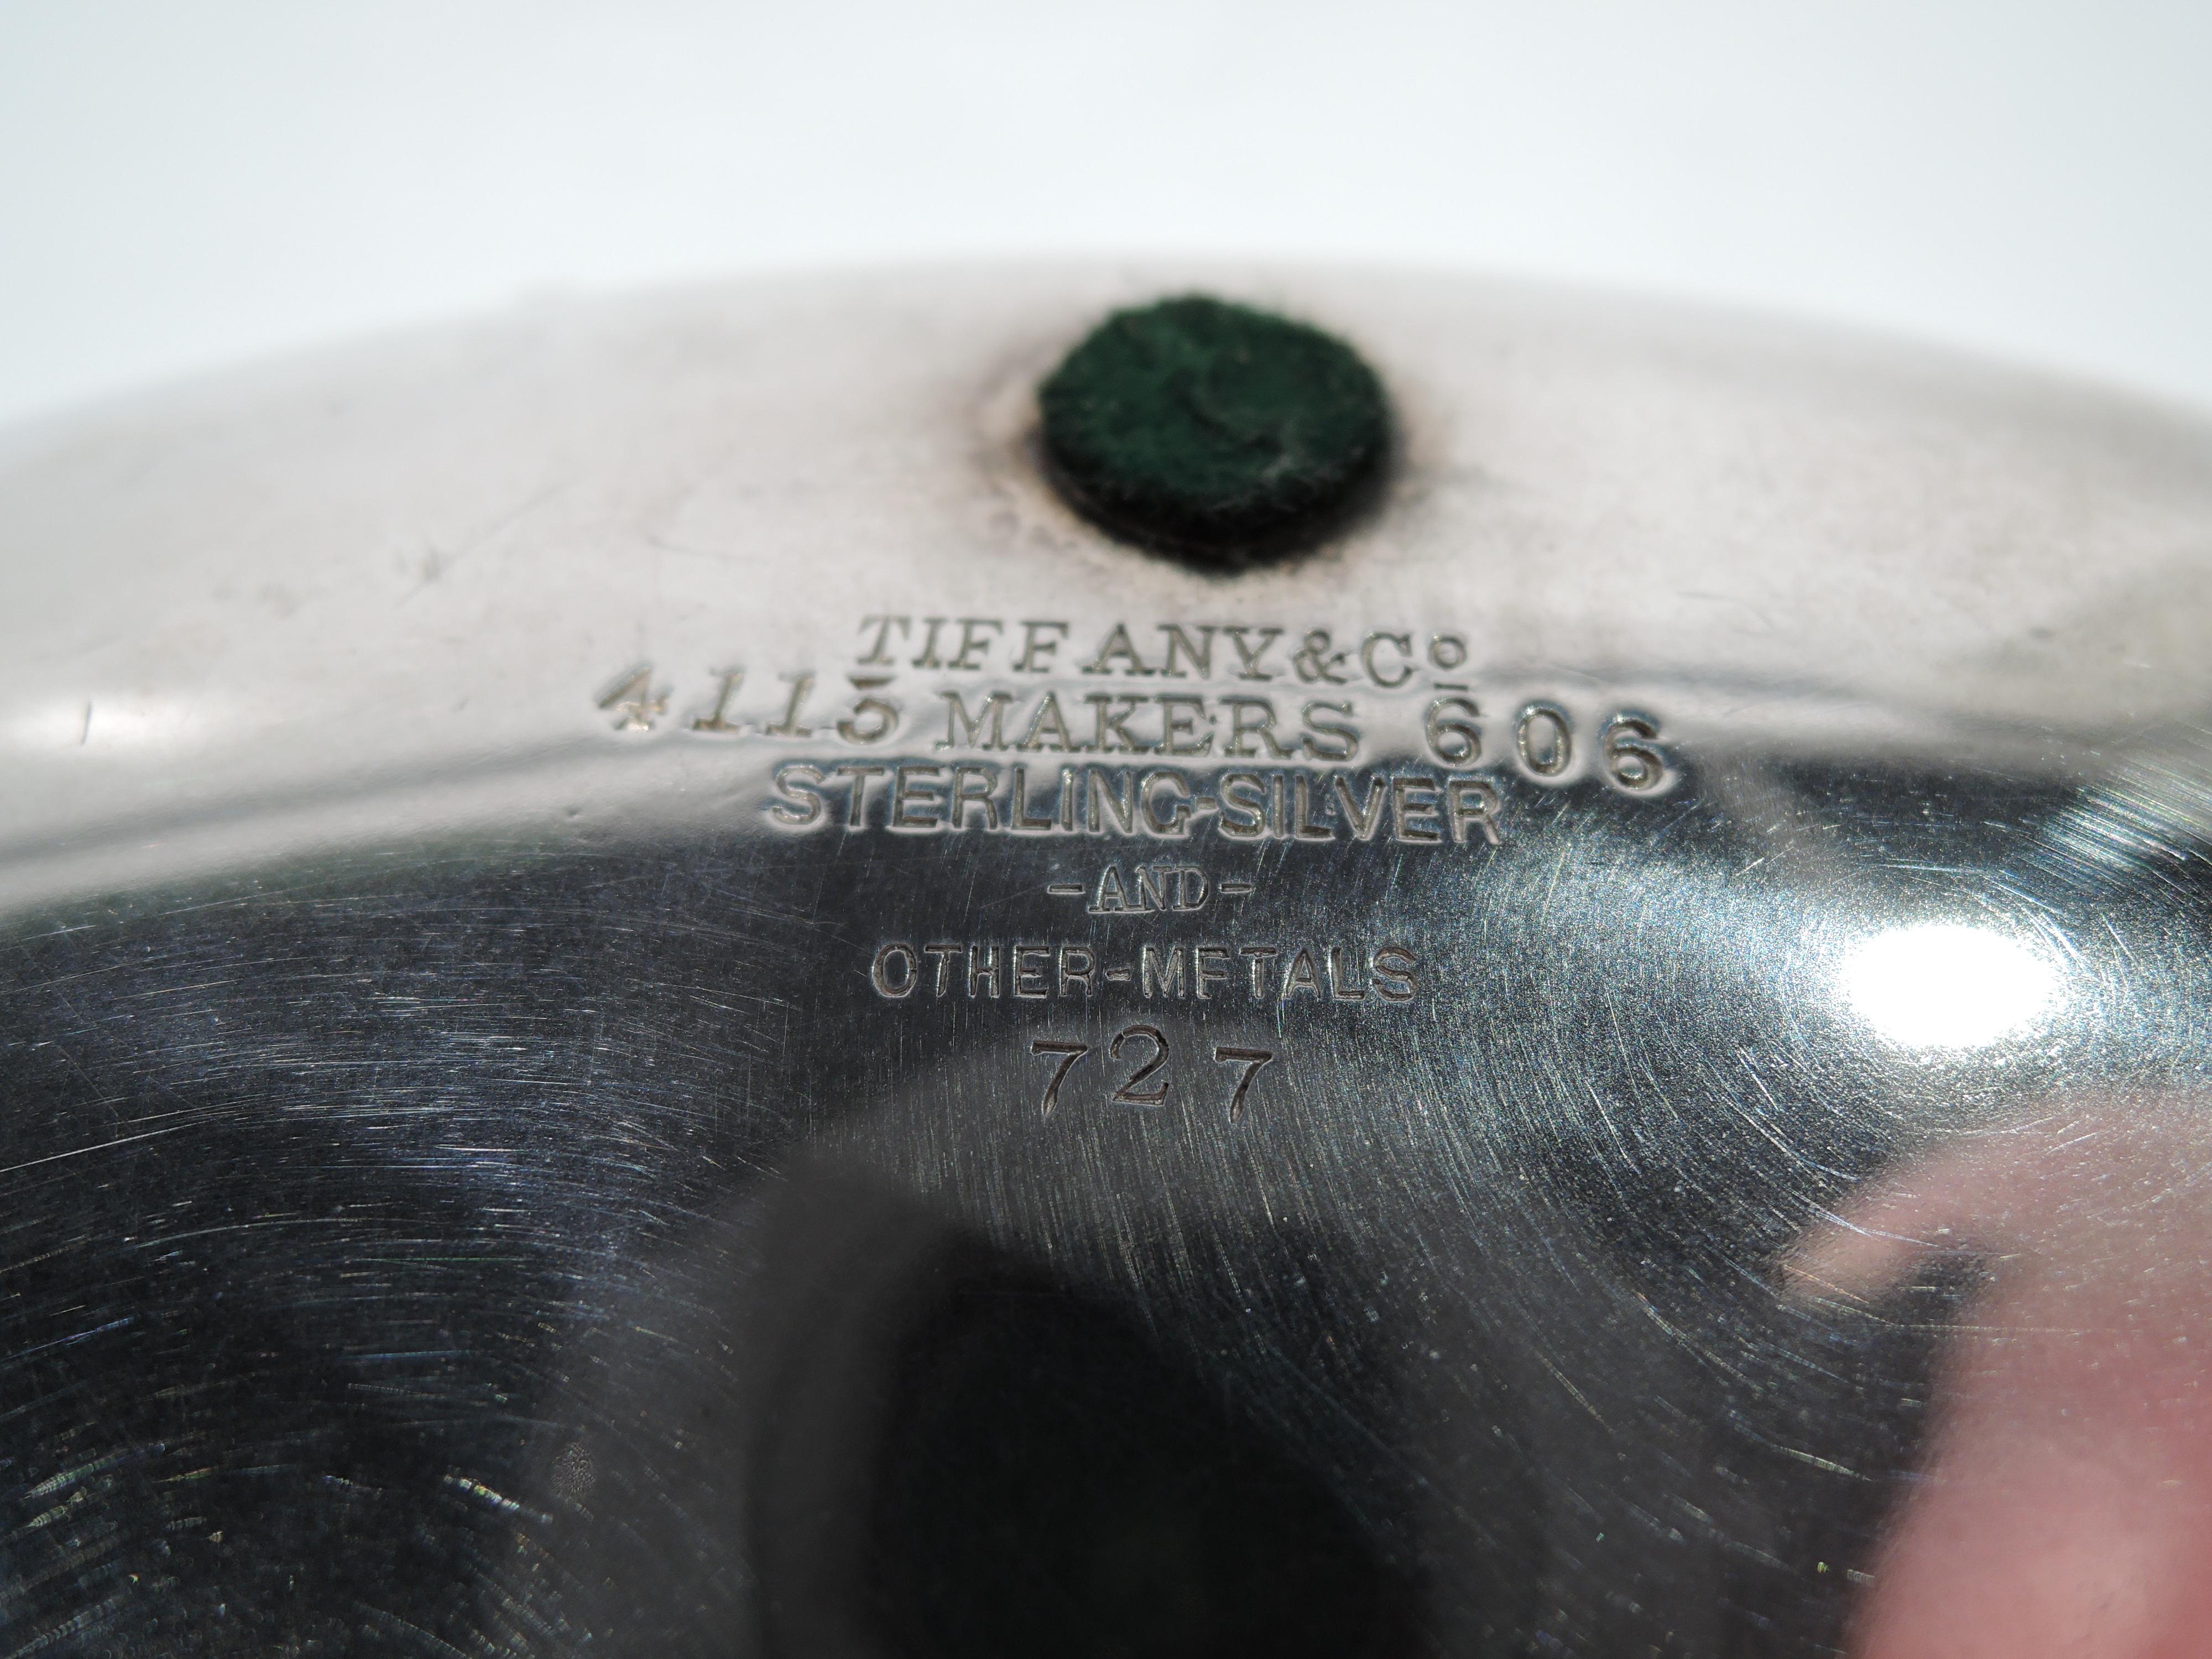 TIFFANY & Cº
4115 MAKERS 606
STERLING-SILVER
-AND-
OTHER-METALS
727